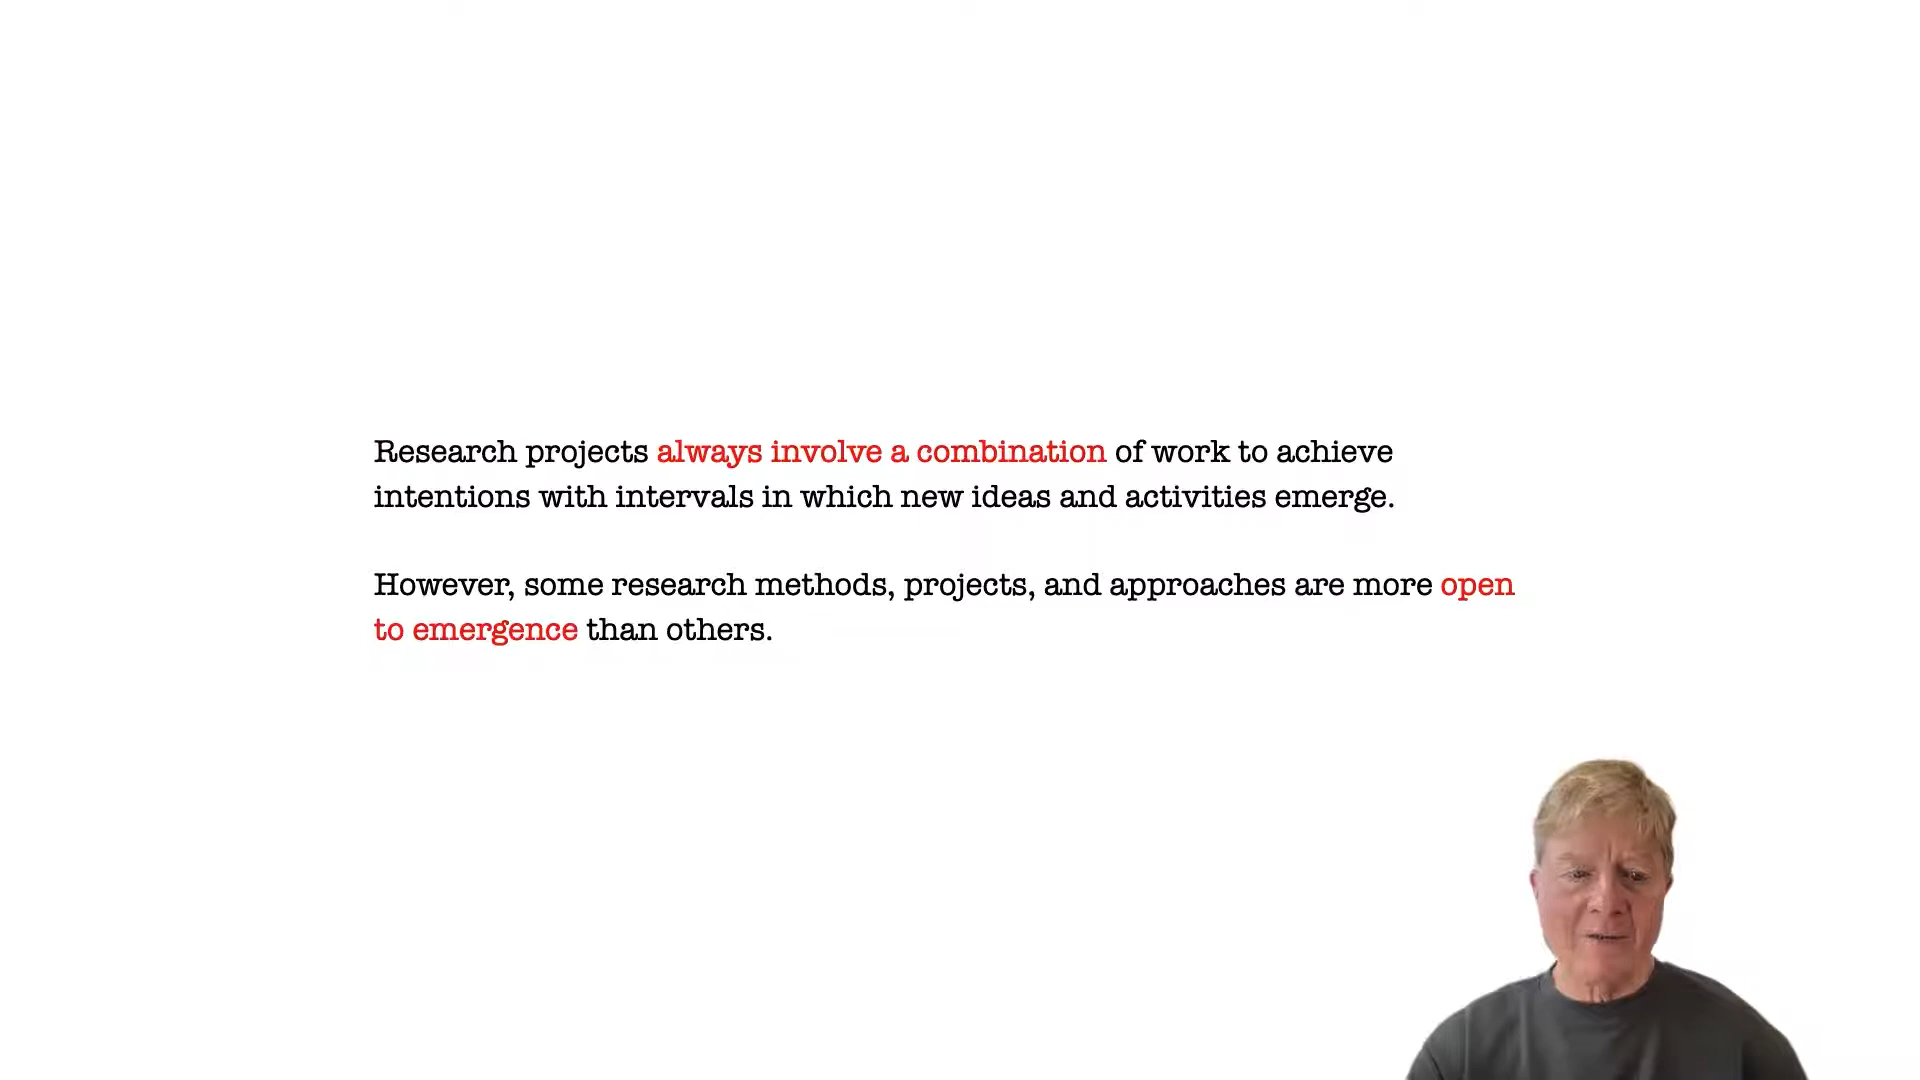 Research projects always involve a combination of work to achieve
intentions with intervals in which new ideas and activities emerge.
However, some research methods, projects, and approaches are more open
to emergence than others.